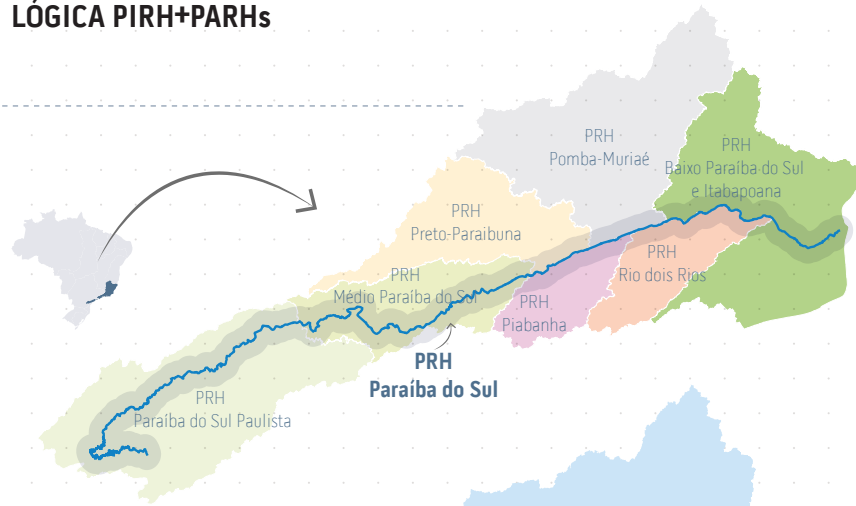 LÓGICA PIRH+PARHs
PRH
Pomba-Muriaé
PRH
Baixo Paraíba do Sul
e Itabapoana
PRH
Preto-Paraibuna
PRH
Rio dois Rios
PRH
Médio Paraíba do Sul
PRH
Piabanha
PRH
Paraíba do Sul
PRH
Paraíba do Sul Paulista